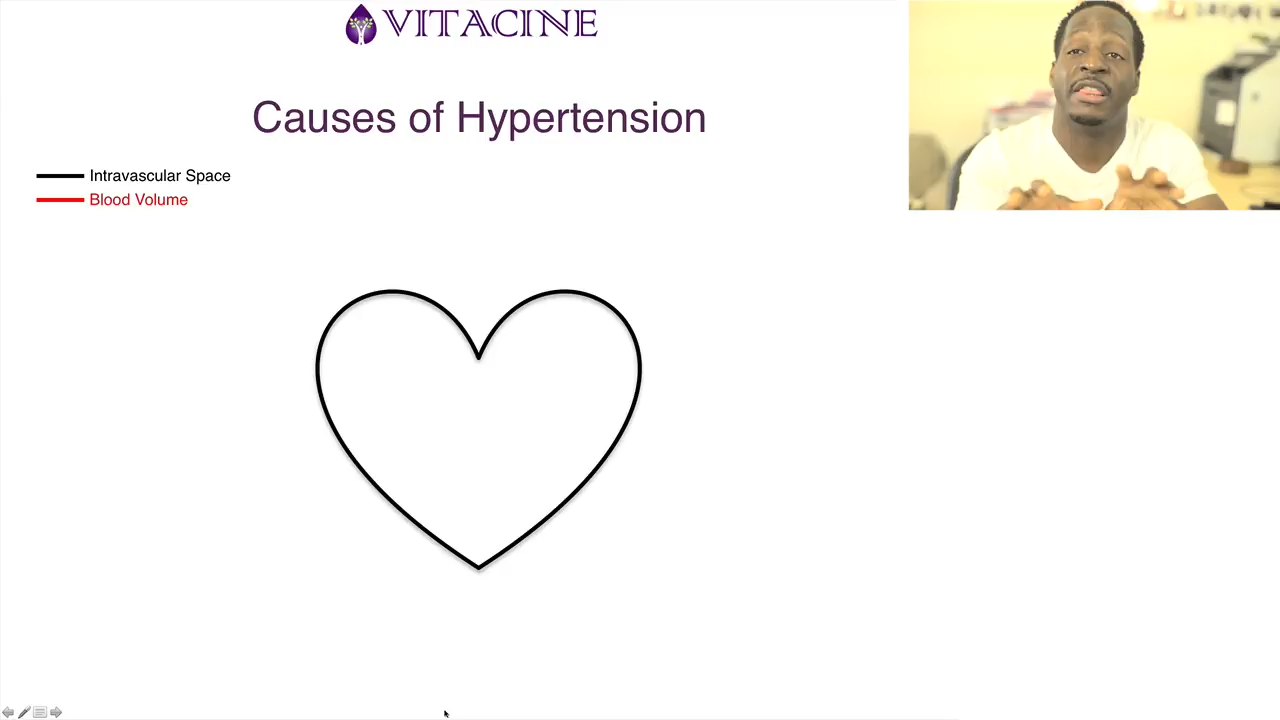 VITACINE
Causes of Hypertension
Intravascular Space
Blood Volume